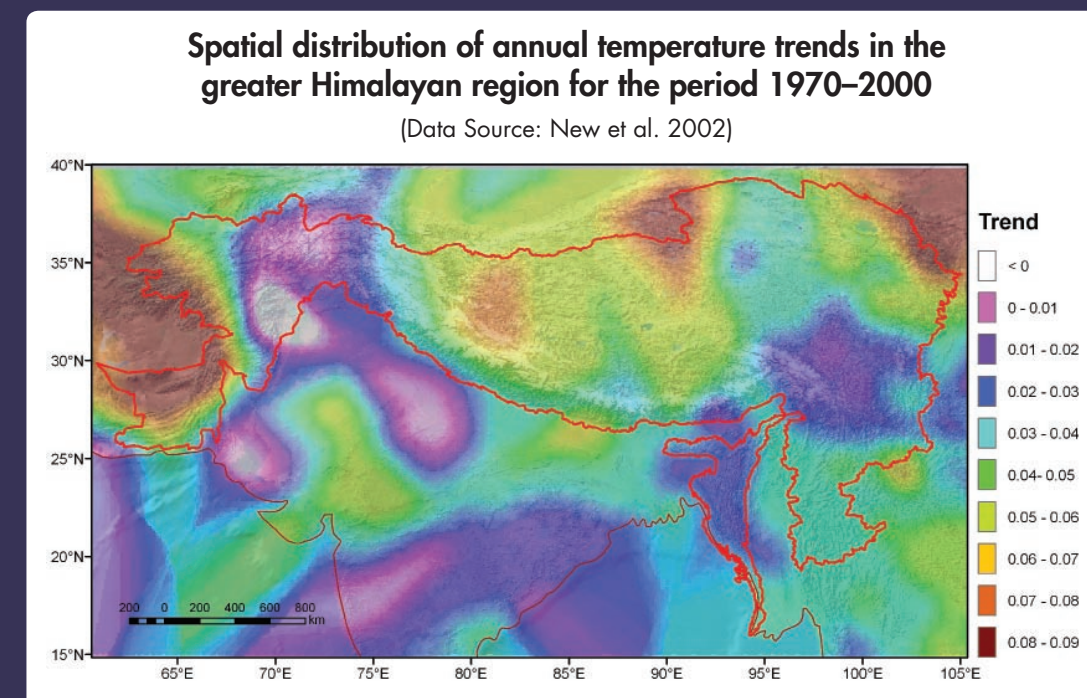 Spatial distribution of annual temperature trends in the
greater Himalayan region for the period 1970–2000
(Data Source: New et al. 2002)
40°N
35°N
30°N
25°N
20°N
15°N
200 0 200 400 600 800
km
65°E 70°E 75°E 80°E 85°E 90°E 95°E 100°E 105°E
Trend
< 0
0 - 0.01
0.01 - 0.02
0.02 - 0.03
0.03 - 0.04
0.04- 0.05
0.05 - 0.06
0.06 - 0.07
0.07 - 0.08
0.08 - 0.09